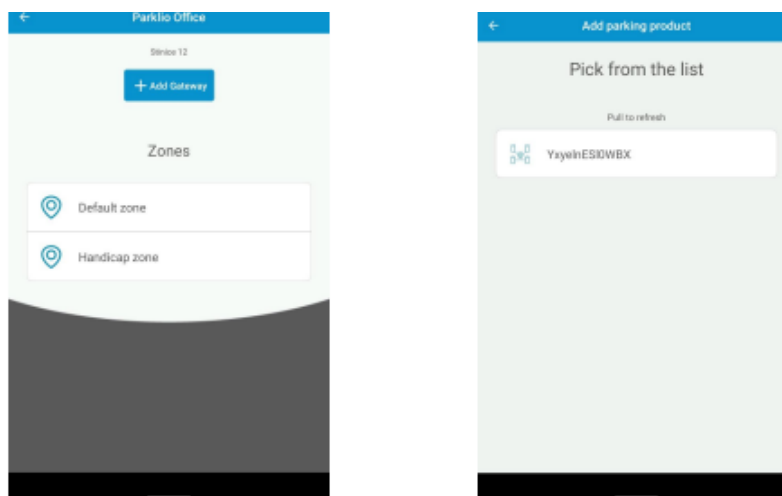 Parklio Office
Stinice 12
+ Add Gateway
Zones
Default zone
Handicap zone
Add parking product
Pick from the list
Pull to refresh
YxyelnESI0WBX